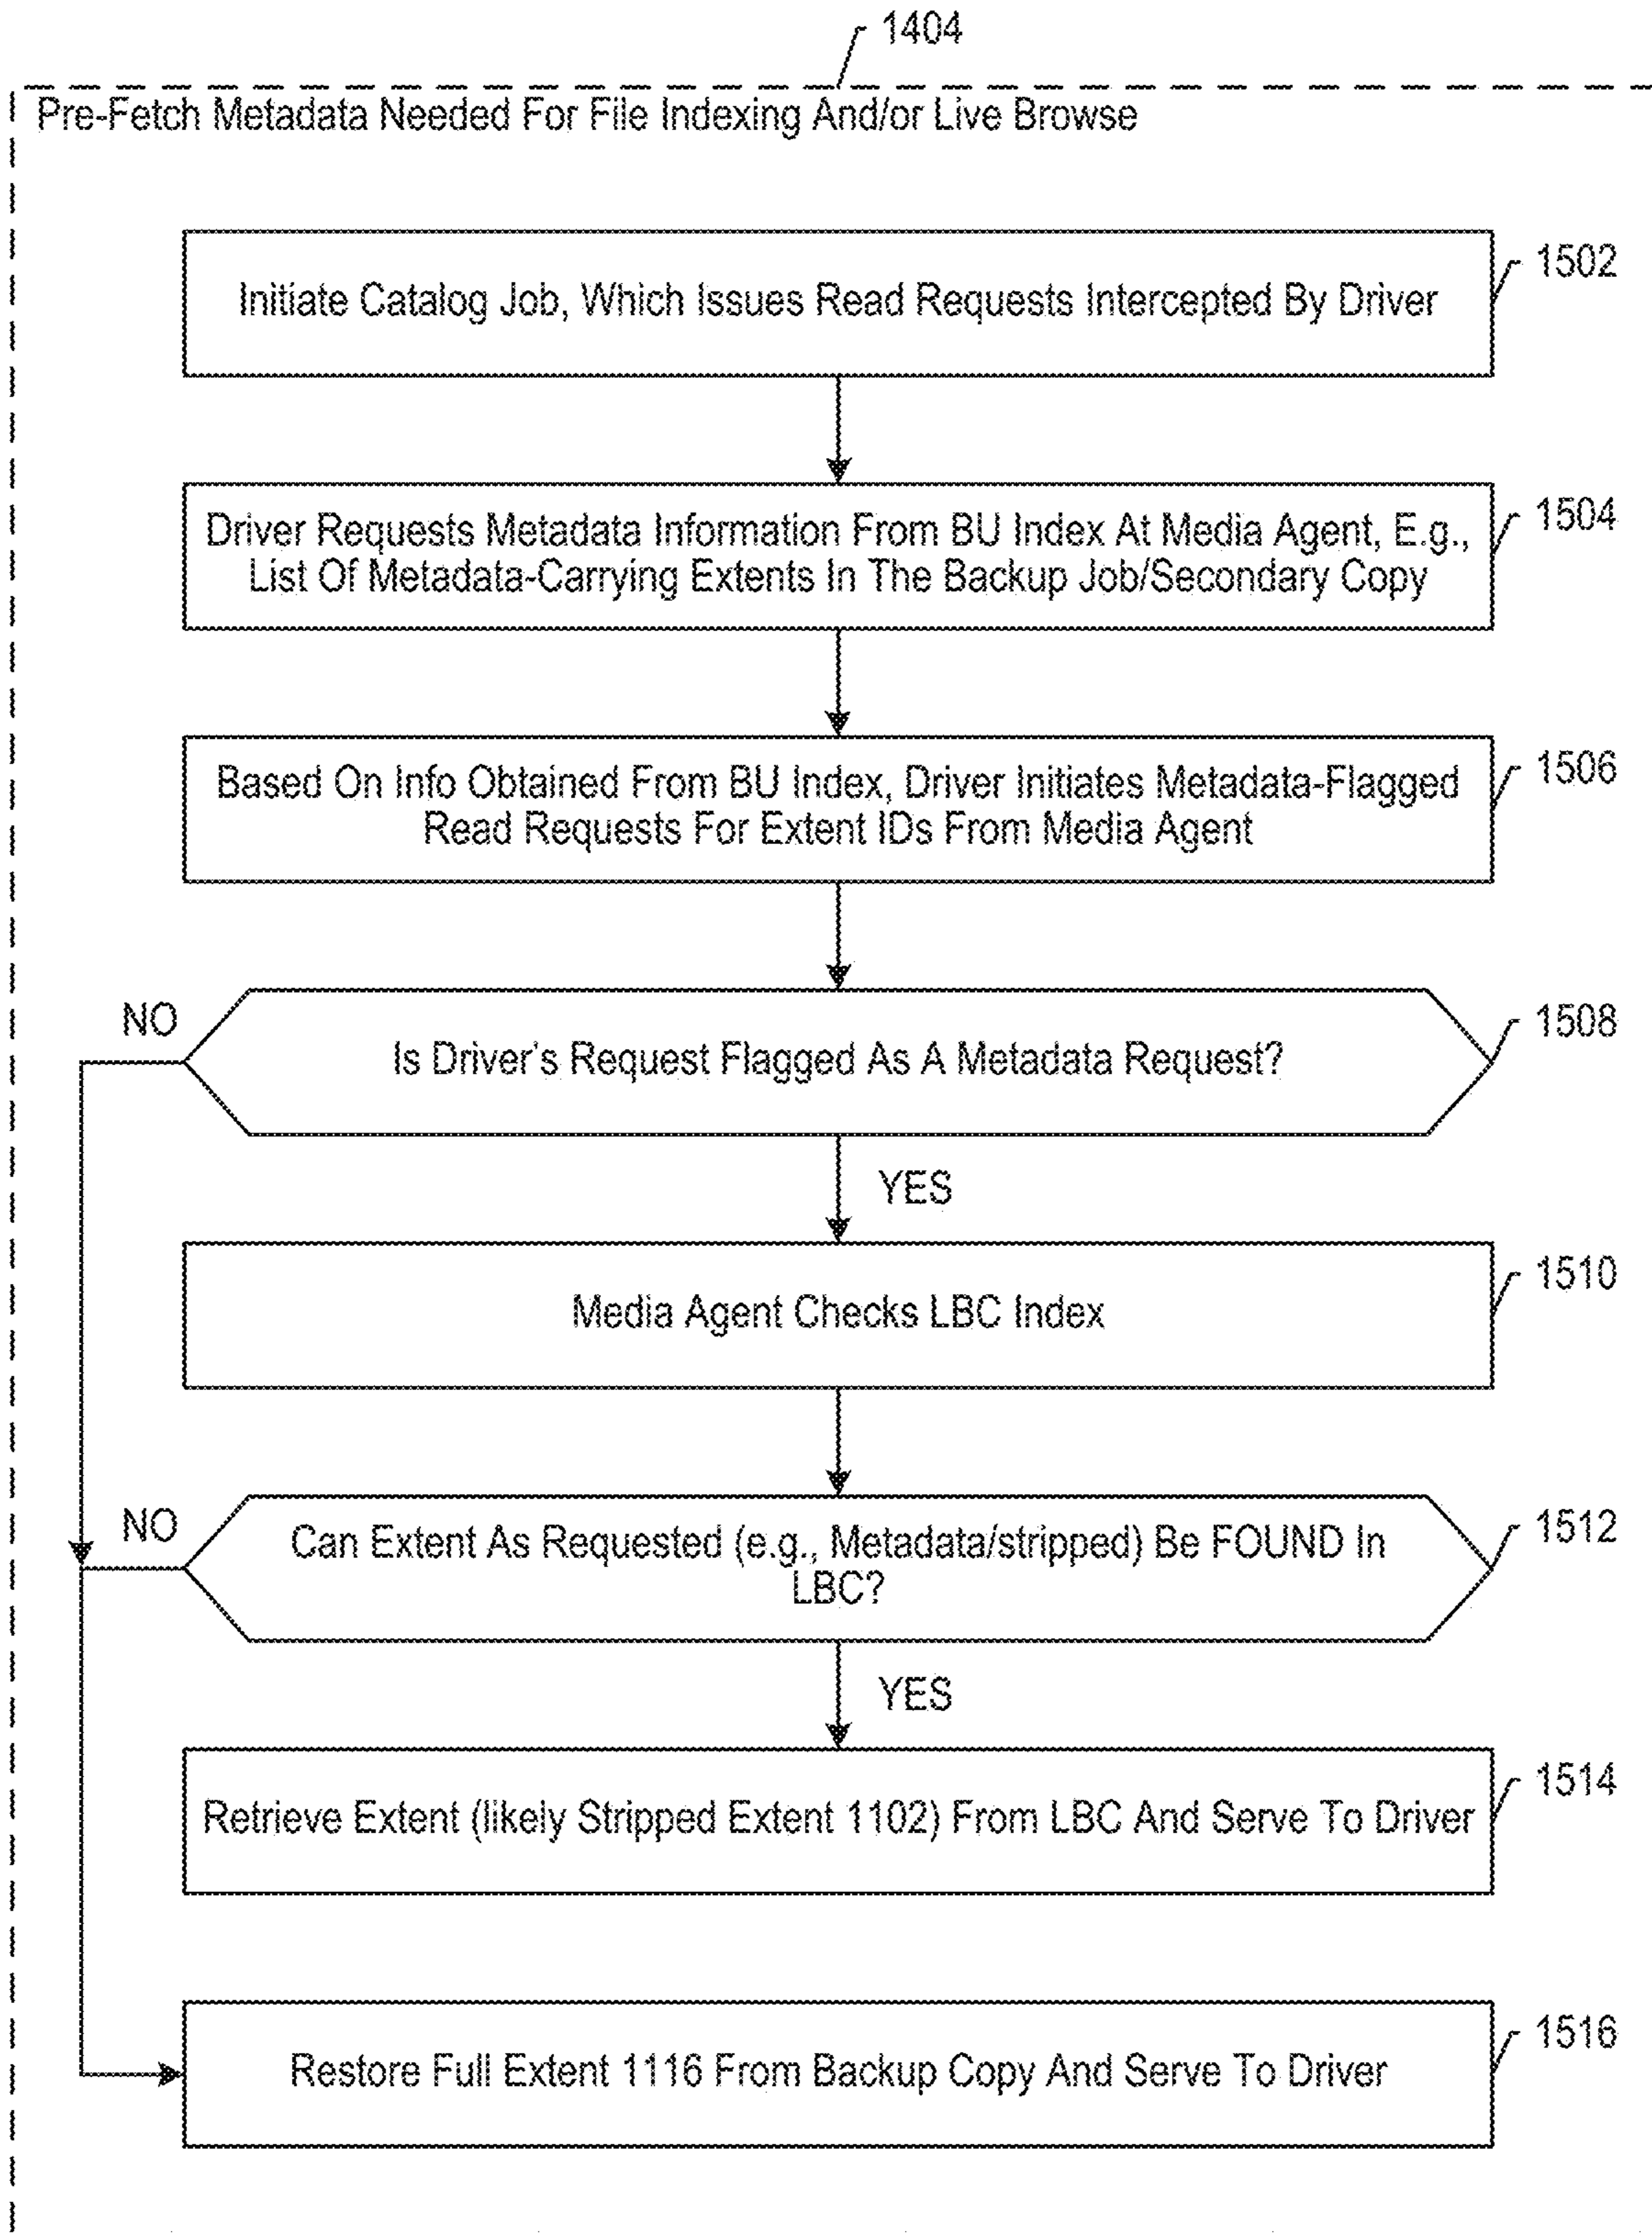 1404
Pre-Fetch Metadata Needed For File Indexing And/or Live Browse
1502
Initiate Catalog Job, Which Issues Read Requests Intercepted By Driver
1504
Driver Requests Metadata Information From BU Index At Media Agent, E.g.,
List Of Metadata-Carrying Extents In The Backup Job/Secondary Copy
1506
Based On Info Obtained From BU Index, Driver Initiates Metadata-Flagged
Read Requests For Extent IDs From Media Agent
NO
1508
Is Driver's Request Flagged As A Metadata Request?
YES
1510
Media Agent Checks LBC Index
NO
1512
Can Extent As Requested (e.g., Metadata/stripped) Be FOUND In
LBC?
YES
1514
Retrieve Extent (likely Stripped Extent 1102) From LBC And Serve To Driver
1516
Restore Full Extent 1116 From Backup Copy And Serve To Driver